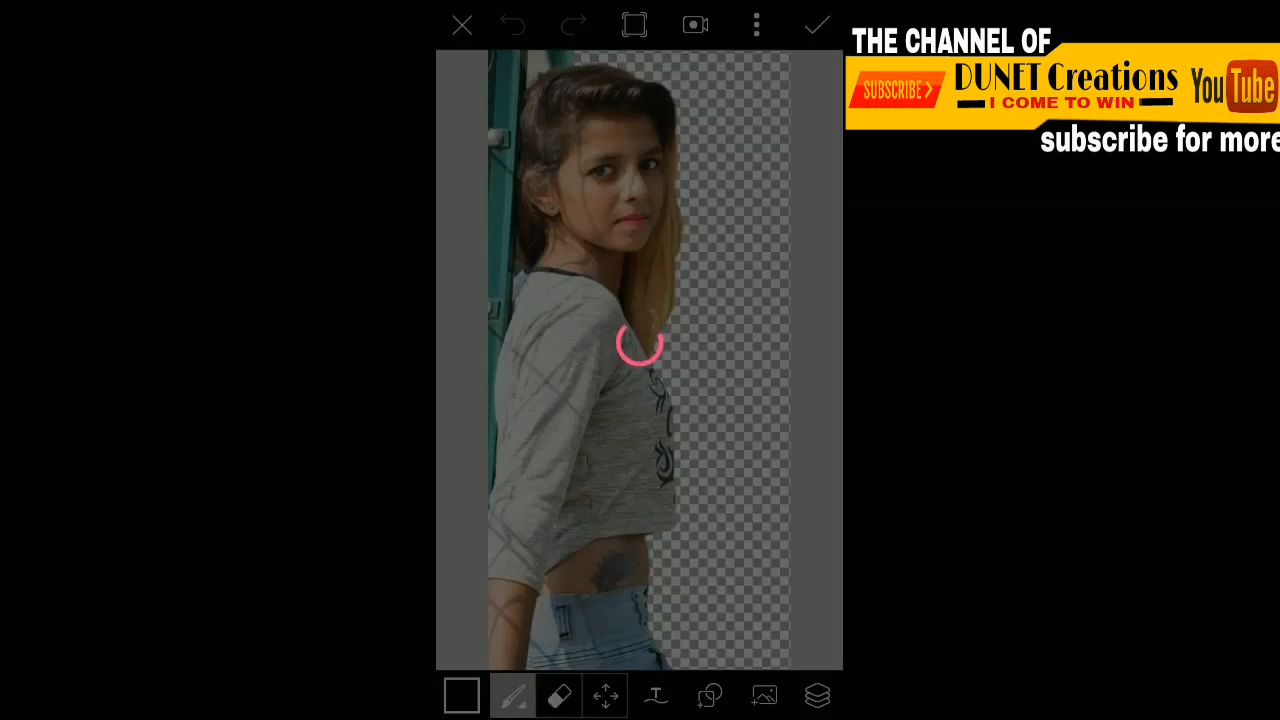 THE CHANNEL OF
SUBSCRIBE
DUNET Creations
I COME TO WIN
YouTube
subscribe for more